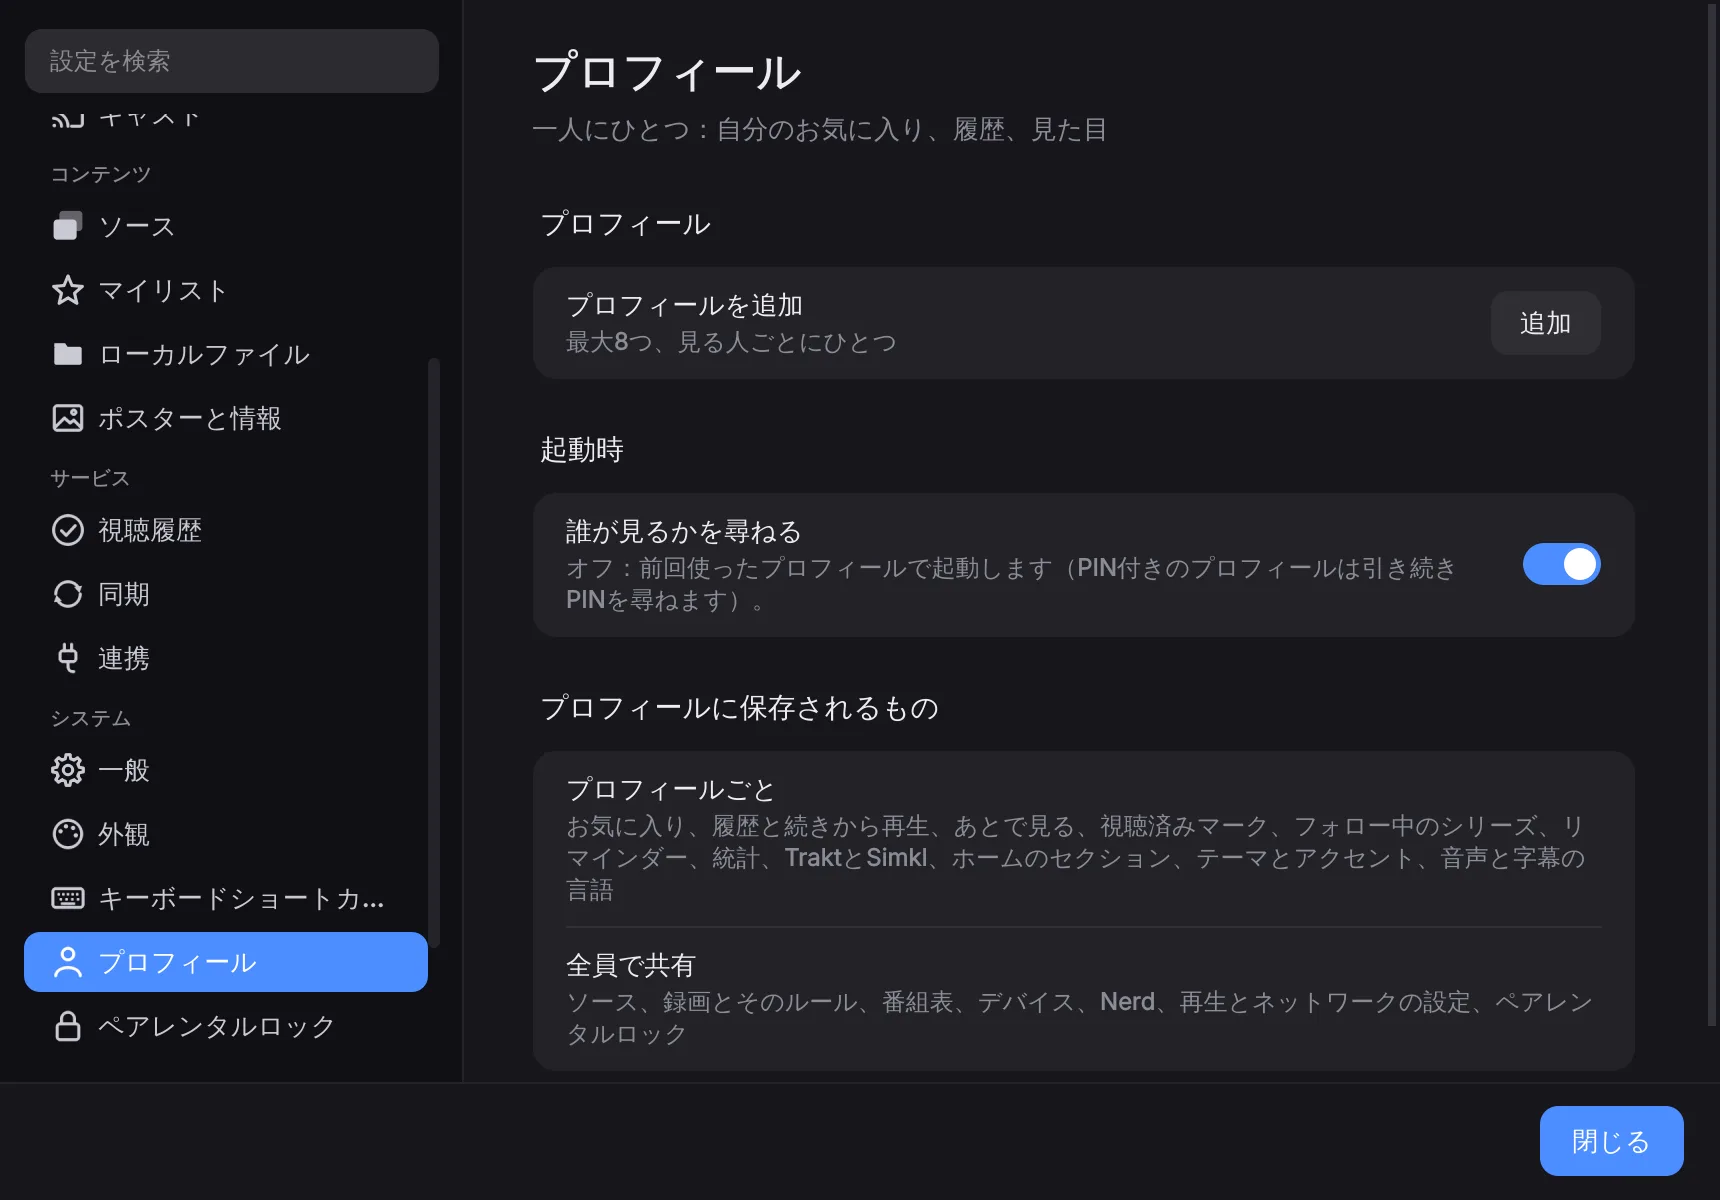 設定を検索
キャスト
コンテンツ
ソース
マイリスト
ローカルファイル
ポスターと情報
サービス
視聴履歴
同期
連携
システム
一般
外観
キーボードショートカ...
プロフィール
ペアレンタルロック
プロフィール
一人にひとつ：自分のお気に入り、履歴、見た目
プロフィール
プロフィールを追加
最大8つ、見る人ごとにひとつ
追加
起動時
誰が見るかを尋ねる
オフ：前回使ったプロフィールで起動します（PIN付きのプロフィールは引き続き
PINを尋ねます）。
プロフィールに保存されるもの
プロフィールごと
お気に入り、履歴と続きから再生、あとで見る、視聴済みマーク、フォロー中のシリーズ、リ
マインダー、統計、TraktとSimkl、ホームのセクション、テーマとアクセント、音声と字幕の
言語
全員で共有
ソース、録画とそのルール、番組表、デバイス、Nerd、再生とネットワークの設定、ペアレン
タルロック
閉じる